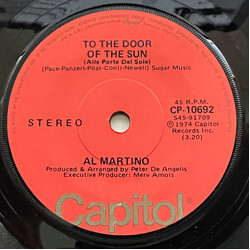 TO THE DOOR
OF THE SUN
(Alle Porte Del Sole)
(Pace-Panzeri-Pilat-Conti-Newell) Sugar Music
45 R.P.M.
CP-10692
S45-91709
STEREO
℗ 1974 Capitol
Records Inc.
(3.20)
AL MARTINO
Produced & Arranged by Peter De Angelis
Executive Producer: Merv Amols
Capitol